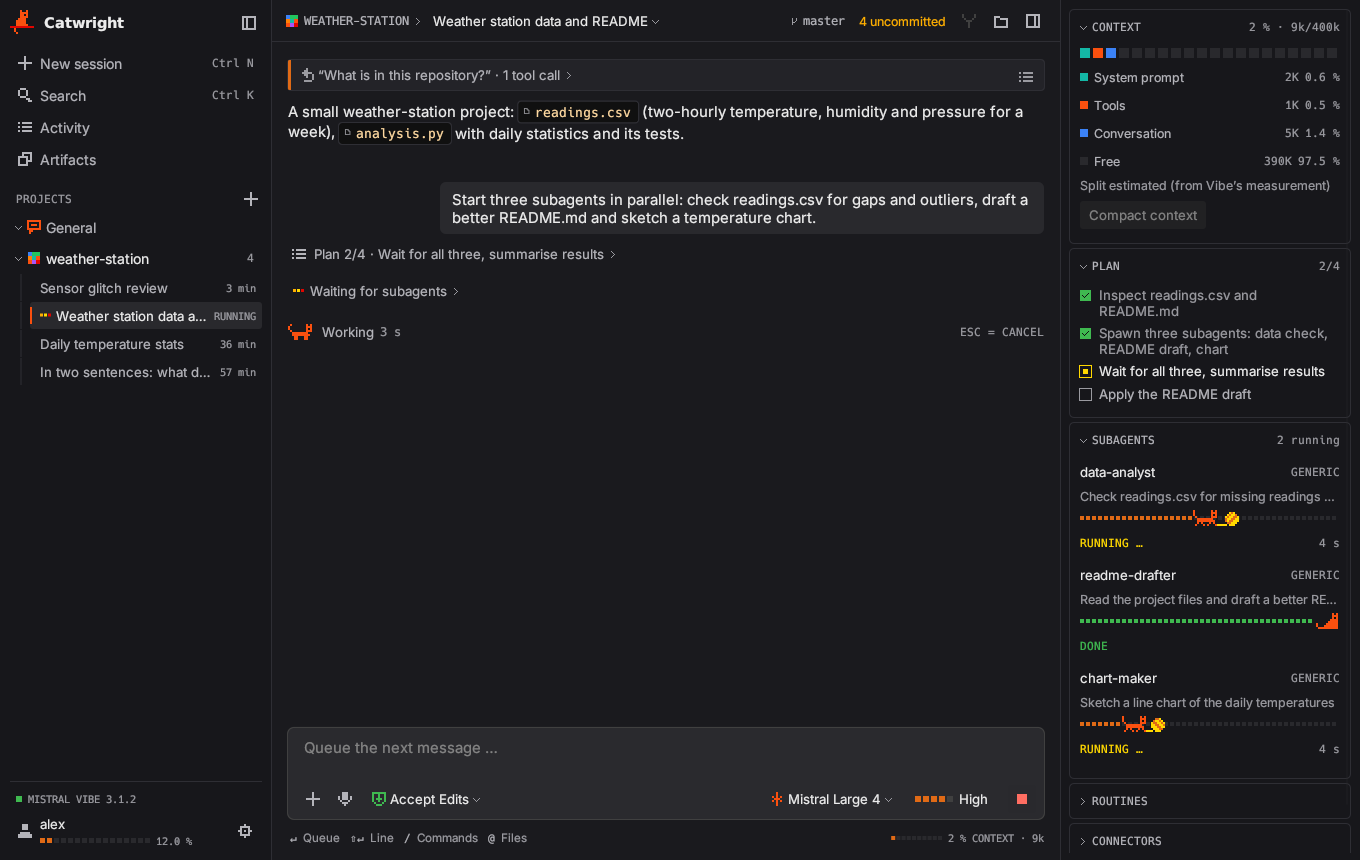 Catwright
New session Ctrl N
Search Ctrl K
Activity
Artifacts
PROJECTS
General
weather-station 4
Sensor glitch review 3 min
Weather station data a... RUNNING
Daily temperature stats 36 min
In two sentences: what d... 57 min
MISTRAL VIBE 3.1.2
alex
12.0 %
WEATHER-STATION Weather station data and README master 4 uncommitted
“What is in this repository?” · 1 tool call
A small weather-station project: readings.csv (two-hourly temperature, humidity and pressure for a
week), analysis.py with daily statistics and its tests.
Start three subagents in parallel: check readings.csv for gaps and outliers, draft a
better README.md and sketch a temperature chart.
Plan 2/4 · Wait for all three, summarise results
Waiting for subagents
Working 3 s ESC = CANCEL
Queue the next message ...
Accept Edits Mistral Large 4 High
↵ Queue ⇧↵ Line / Commands @ Files 2 % CONTEXT · 9k
CONTEXT 2 % · 9k/400k
System prompt 2K 0.6 %
Tools 1K 0.5 %
Conversation 5K 1.4 %
Free 390K 97.5 %
Split estimated (from Vibe’s measurement)
Compact context
PLAN 2/4
Inspect readings.csv and
README.md
Spawn three subagents: data check,
README draft, chart
Wait for all three, summarise results
Apply the README draft
SUBAGENTS 2 running
data-analyst GENERIC
Check readings.csv for missing readings ...
RUNNING … 4 s
readme-drafter GENERIC
Read the project files and draft a better RE...
DONE
chart-maker GENERIC
Sketch a line chart of the daily temperatures
RUNNING … 4 s
ROUTINES
CONNECTORS